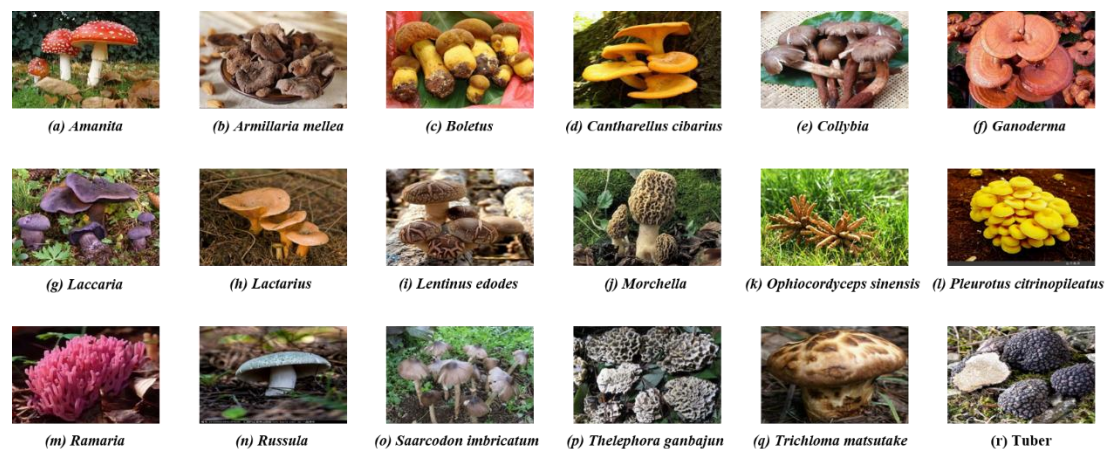 (a) Amanita
(b) Armillaria mellea
(c) Boletus
(d) Cantharellus cibarius
(e) Collybia
(f) Ganoderma
(g) Laccaria
(h) Lactarius
(i) Lentinus edodes
(j) Morchella
(k) Ophiocordyceps sinensis
(l) Pleurotus citrinopileatus
(m) Ramaria
(n) Russula
(o) Saarcodon imbricatum
(p) Thelephora ganbajun
(q) Trichloma matsutake
(r) Tuber